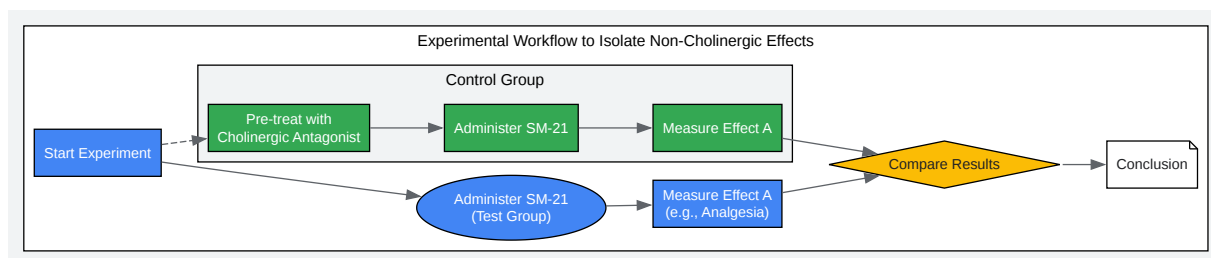 Experimental Workflow to Isolate Non-Cholinergic Effects
Control Group
Start Experiment
Pre-treat with
Cholinergic Antagonist
Administer SM-21
Measure Effect A
Administer SM-21
(Test Group)
Measure Effect A
(e.g., Analgesia)
Compare Results
Conclusion